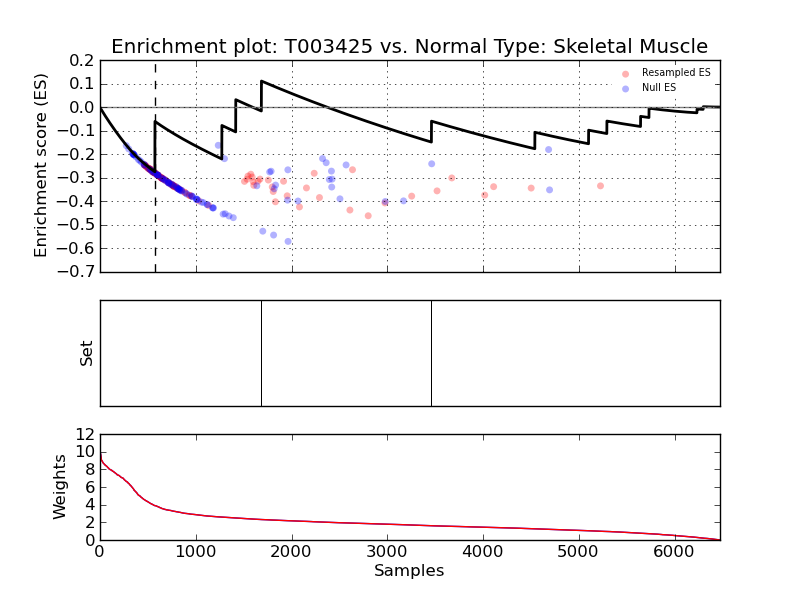 Enrichment plot: T003425 vs. Normal Type: Skeletal Muscle
Enrichment score (ES)
0.2
0.1
0.0
−0.1
−0.2
−0.3
−0.4
−0.5
−0.6
−0.7
Resampled ES
Null ES
Set
Weights
12
10
8
6
4
2
0
0 1000 2000 3000 4000 5000 6000
Samples